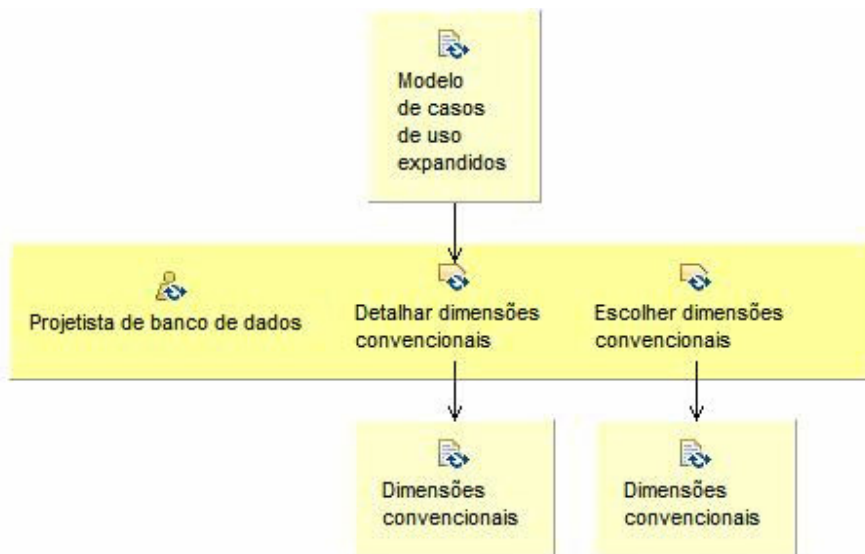 Modelo
de casos
de uso
expandidos
Projetista de banco de dados
Detalhar dimensões
convencionais
Escolher dimensões
convencionais
Dimensões
convencionais
Dimensões
convencionais